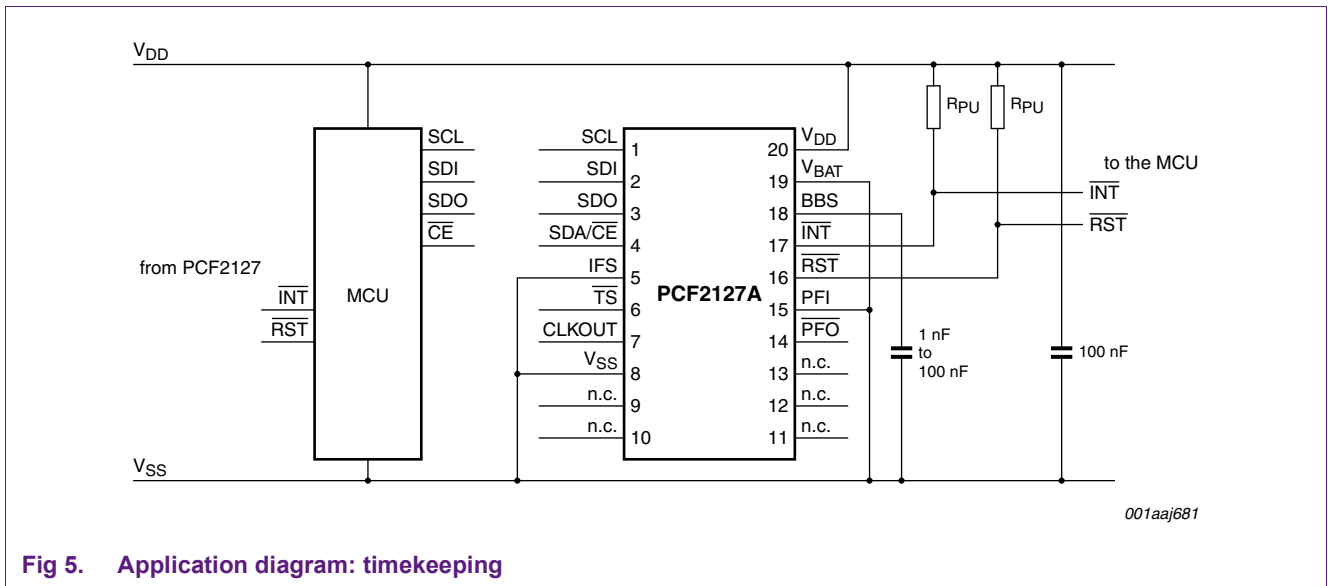 VDD
SCL
SDI
SDO
CE
from PCF2127
INT
RST
MCU
VSS
SCL 1
SDI 2
SDO 3
SDA/CE 4
IFS 5
TS 6
CLKOUT 7
VSS 8
n.c. 9
n.c. 10
PCF2127A
20 VDD
19 VBAT
18 BBS
17 INT
16 RST
15 PFI
14 PFO
13 n.c.
12 n.c.
11 n.c.
RPU
RPU
to the MCU
INT
RST
1 nF
to
100 nF
100 nF
001aaj681
Fig 5. Application diagram: timekeeping